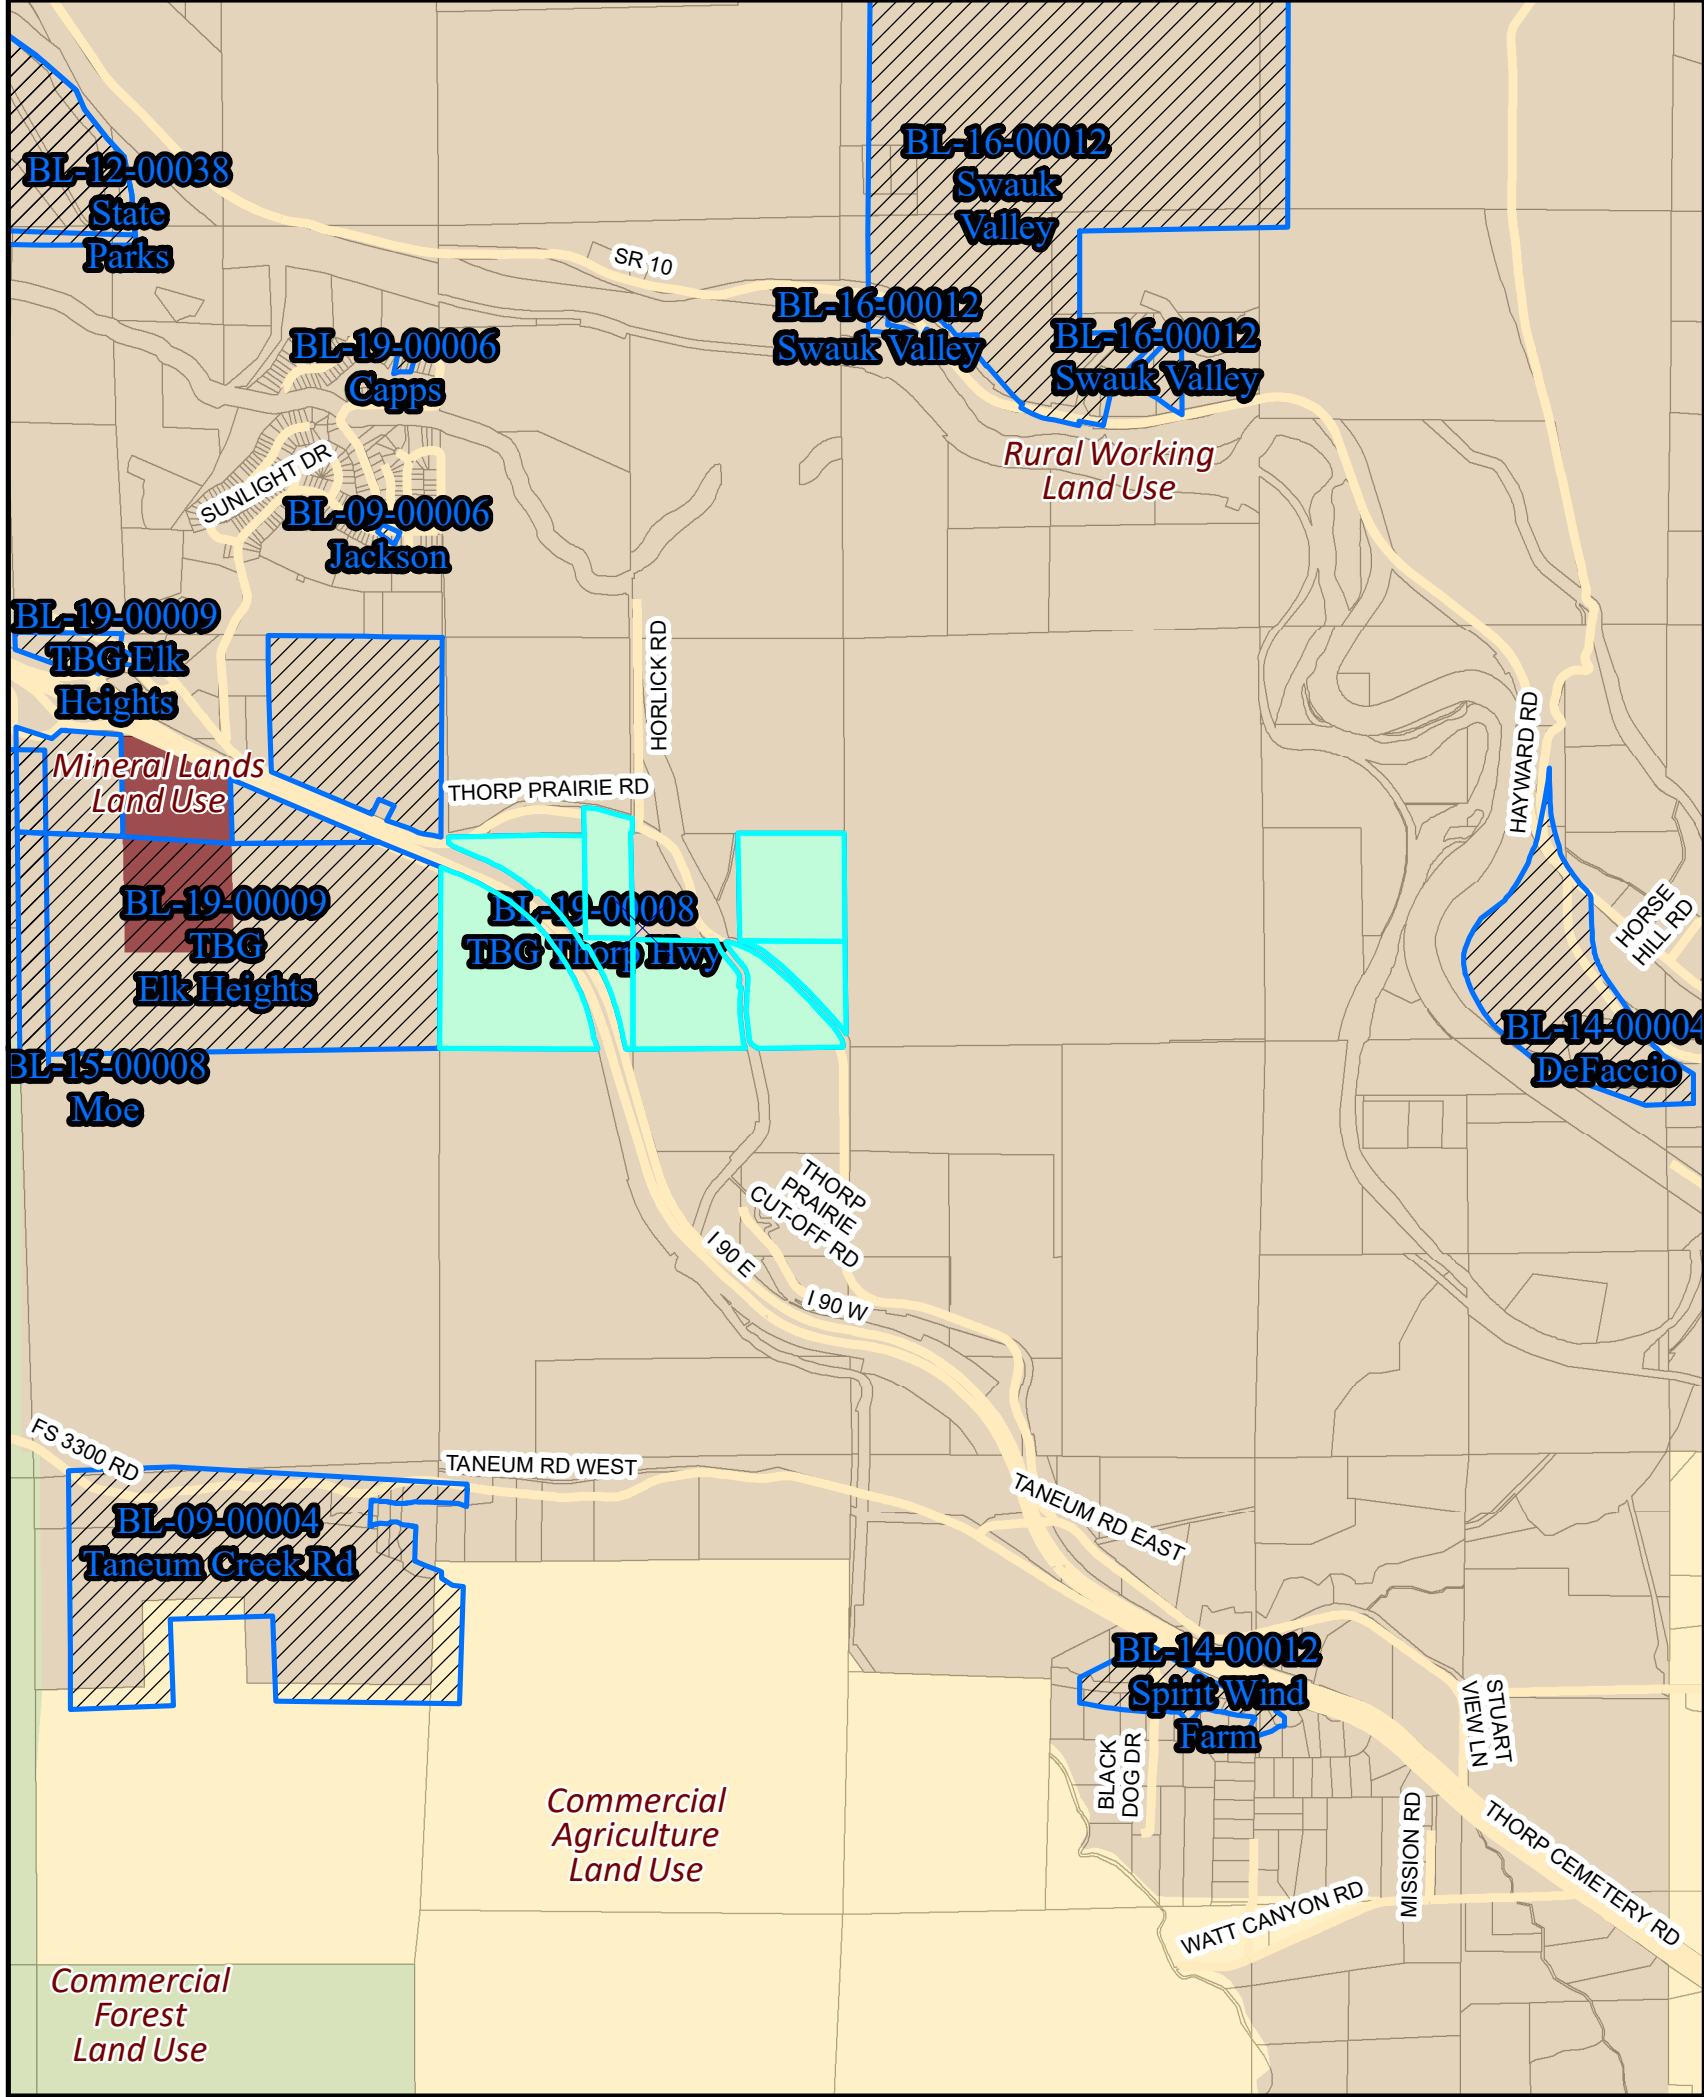 BL-16-00012
Swauk
Valley
BL-12-00038
State
Parks
SR 10
BL-16-00012
Swauk Valley
BL-16-00012
Swauk Valley
BL-19-00006
Capps
Rural Working
Land Use
SUNLIGHT DR
BL-09-00006
Jackson
BL-19-00009
TBG Elk
Heights
HORLICK RD
HAYWARD RD
Mineral Lands
Land Use
THORP PRAIRIE RD
BL-19-00009
TBG
Elk Heights
BL-19-00008
TBG Thorp Hwy
HORSE
HILL RD
BL-14-00004
DeFaccio
BL-15-00008
Moe
THORP
PRAIRIE
CUT-OFF RD
I 90 E
I 90 W
FS 3300 RD
TANEUM RD WEST
TANEUM RD EAST
BL-09-00004
Taneum Creek Rd
BL-14-00012
Spirit Wind
Farm
STUART
VIEW LN
BLACK
DOG DR
MISSION RD
THORP CEMETERY RD
WATT CANYON RD
Commercial
Agriculture
Land Use
Commercial
Forest
Land Use